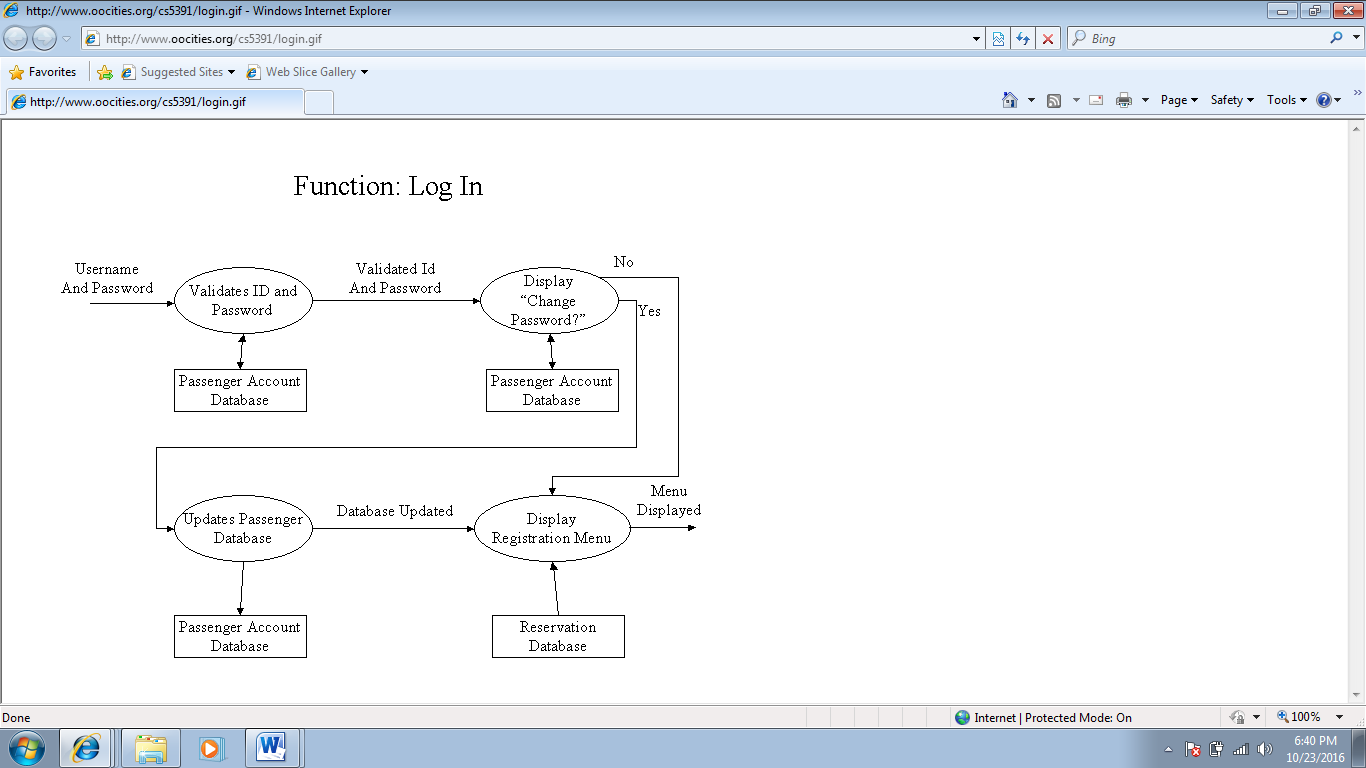 http://www.oocities.org/cs5391/login.gif - Windows Internet Explorer
http://www.oocities.org/cs5391/login.gif
Bing
Favorites
Suggested Sites
Web Slice Gallery
http://www.oocities.org/cs5391/login.gif
Page
Safety
Tools
Function: Log In
Username
And Password
Validates ID and
Password
Validated Id
And Password
Display
“Change
Password?”
No
Yes
Passenger Account
Database
Passenger Account
Database
Updates Passenger
Database
Database Updated
Display
Registration Menu
Menu
Displayed
Passenger Account
Database
Reservation
Database
Done
Internet | Protected Mode: On
100%
6:40 PM
10/23/2016